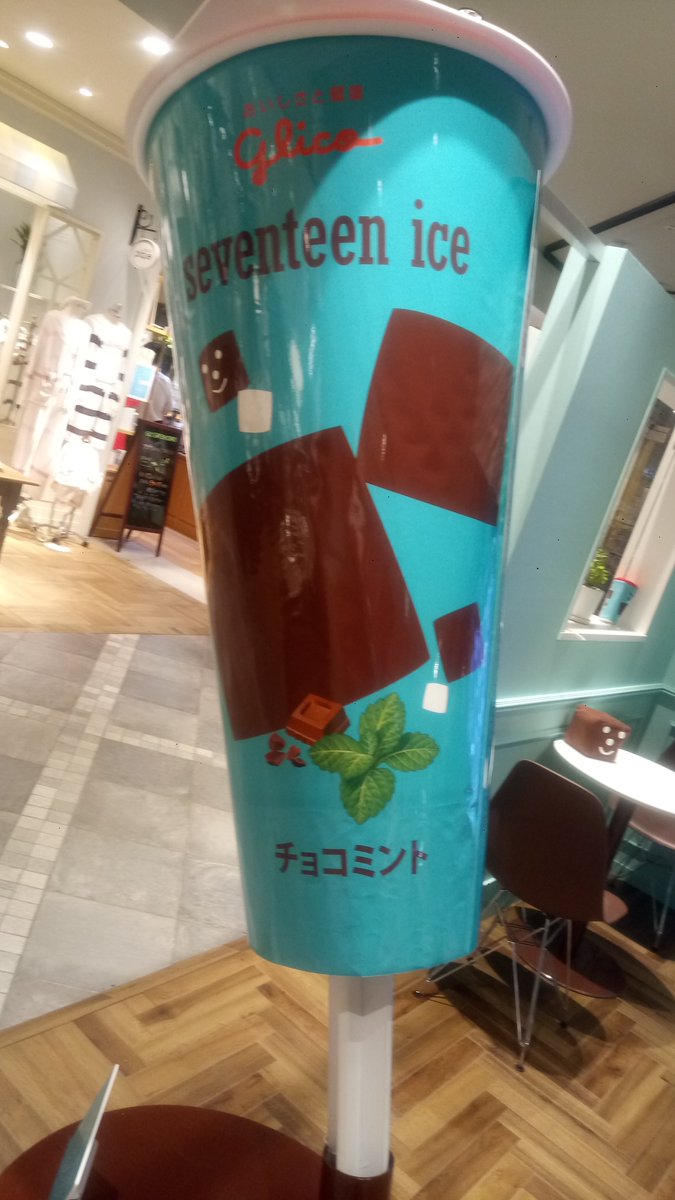 おいしさと健康
Glico
seventeen ice
チョコミント